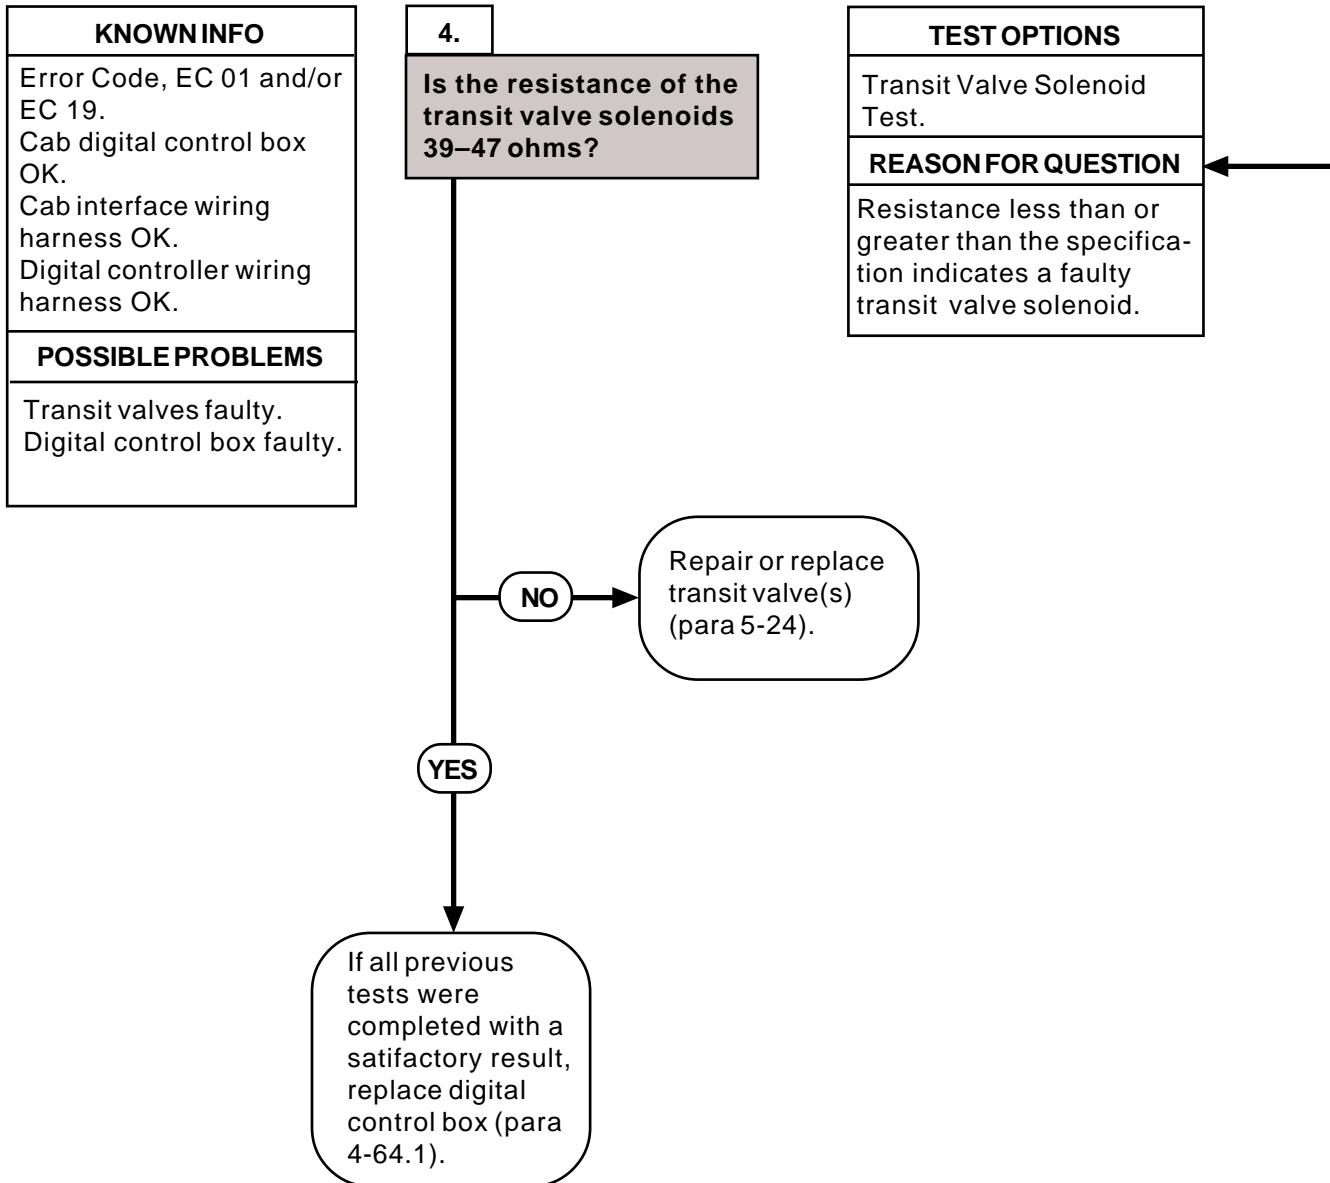 KNOWN INFO
Error Code, EC 01 and/or
EC 19.
Cab digital control box
OK.
Cab interface wiring
harness OK.
Digital controller wiring
harness OK.
POSSIBLE PROBLEMS
Transit valves faulty.
Digital control box faulty.
4.
Is the resistance of the
transit valve solenoids
39–47 ohms?
TEST OPTIONS
Transit Valve Solenoid
Test.
REASON FOR QUESTION
Resistance less than or
greater than the specifica-
tion indicates a faulty
transit valve solenoid.
NO
Repair or replace
transit valve(s)
(para 5-24).
YES
If all previous
tests were
completed with a
satifactory result,
replace digital
control box (para
4-64.1).